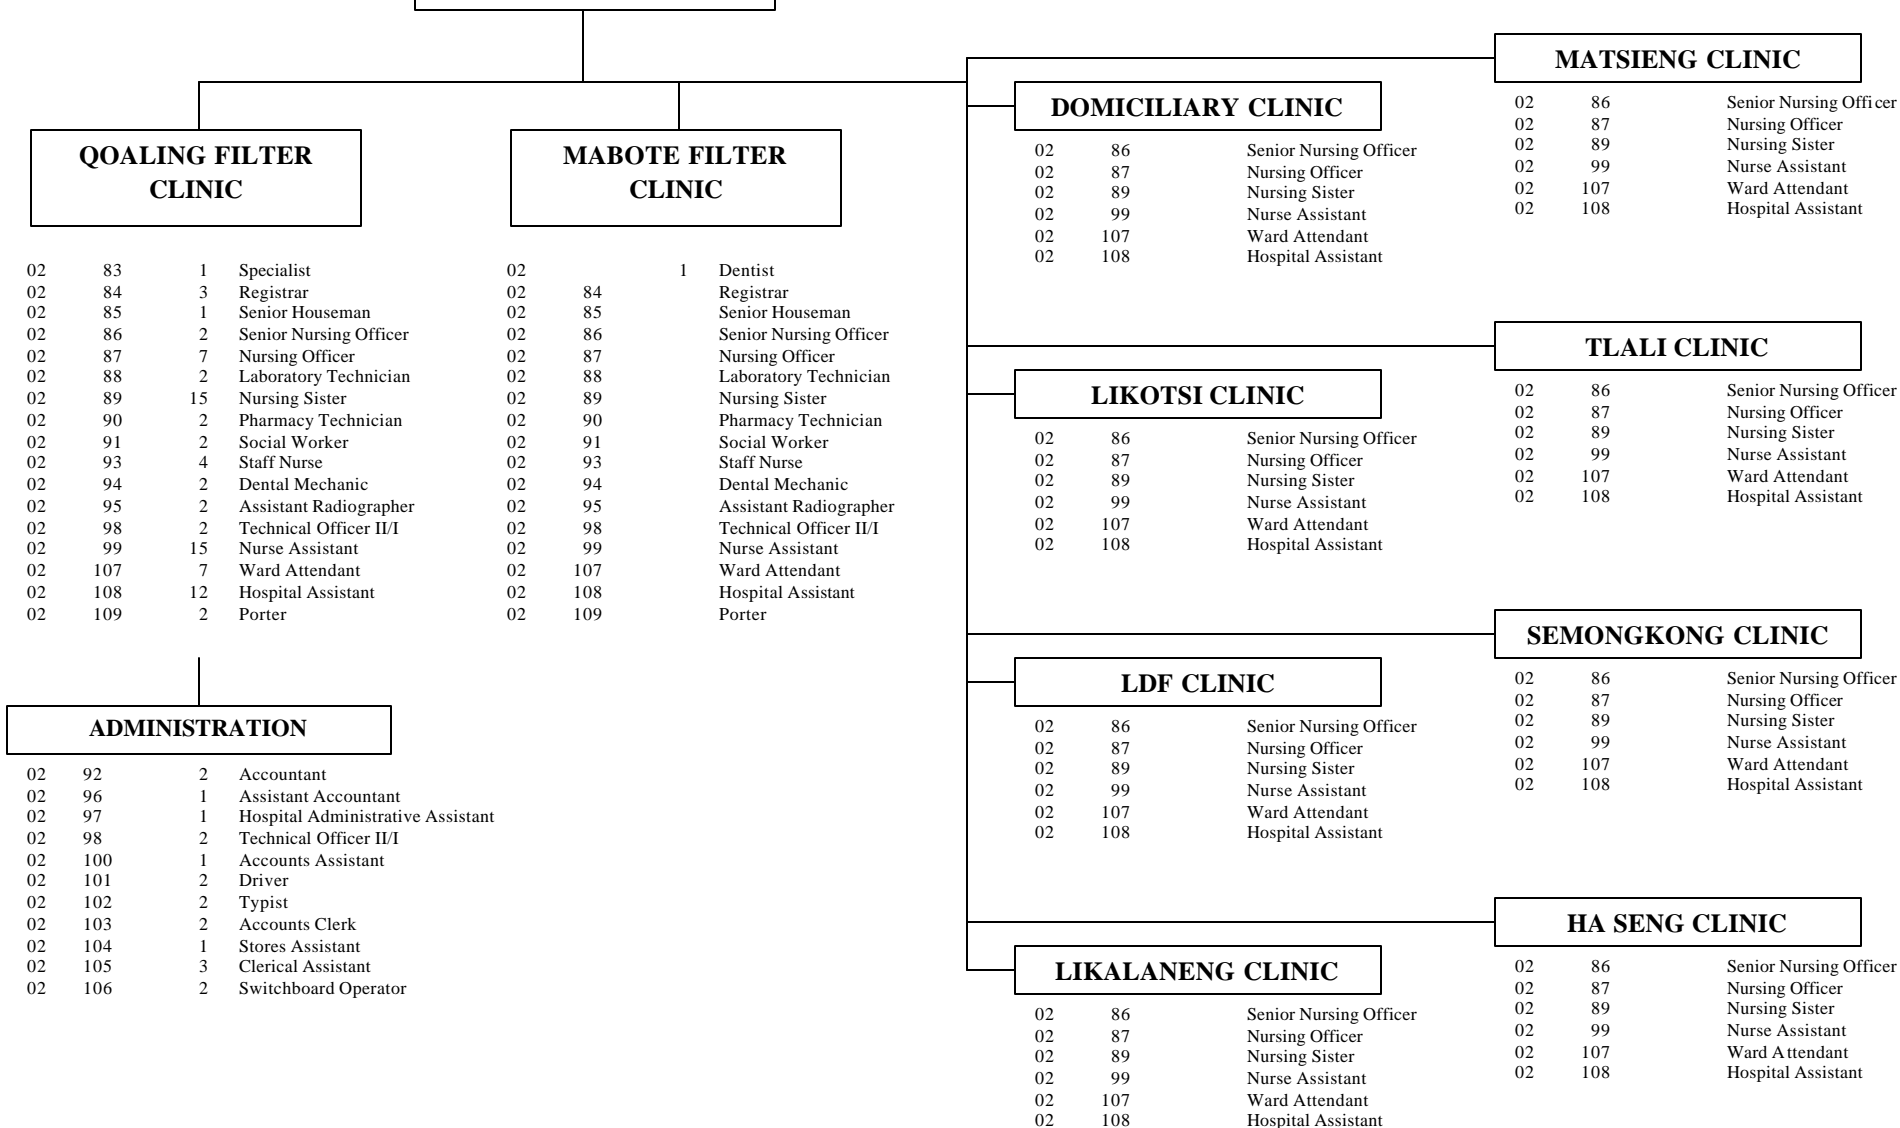 QOALING FILTER
CLINIC
02 83 1 Specialist
02 84 3 Registrar
02 85 1 Senior Houseman
02 86 2 Senior Nursing Officer
02 87 7 Nursing Officer
02 88 2 Laboratory Technician
02 89 15 Nursing Sister
02 90 2 Pharmacy Technician
02 91 2 Social Worker
02 93 4 Staff Nurse
02 94 2 Dental Mechanic
02 95 2 Assistant Radiographer
02 98 2 Technical Officer II/I
02 99 15 Nurse Assistant
02 107 7 Ward Attendant
02 108 12 Hospital Assistant
02 109 2 Porter
ADMINISTRATION
02 92 2 Accountant
02 96 1 Assistant Accountant
02 97 1 Hospital Administrative Assistant
02 98 2 Technical Officer II/I
02 100 1 Accounts Assistant
02 101 2 Driver
02 102 2 Typist
02 103 2 Accounts Clerk
02 104 1 Stores Assistant
02 105 3 Clerical Assistant
02 106 2 Switchboard Operator
MABOTE FILTER
CLINIC
02 1 Dentist
02 84 Registrar
02 85 Senior Houseman
02 86 Senior Nursing Officer
02 87 Nursing Officer
02 88 Laboratory Technician
02 89 Nursing Sister
02 90 Pharmacy Technician
02 91 Social Worker
02 93 Staff Nurse
02 94 Dental Mechanic
02 95 Assistant Radiographer
02 98 Technical Officer II/I
02 99 Nurse Assistant
02 107 Ward Attendant
02 108 Hospital Assistant
02 109 Porter
DOMICILIARY CLINIC
02 86 Senior Nursing Officer
02 87 Nursing Officer
02 89 Nursing Sister
02 99 Nurse Assistant
02 107 Ward Attendant
02 108 Hospital Assistant
LIKOTSI CLINIC
02 86 Senior Nursing Officer
02 87 Nursing Officer
02 89 Nursing Sister
02 99 Nurse Assistant
02 107 Ward Attendant
02 108 Hospital Assistant
LDF CLINIC
02 86 Senior Nursing Officer
02 87 Nursing Officer
02 89 Nursing Sister
02 99 Nurse Assistant
02 107 Ward Attendant
02 108 Hospital Assistant
LIKALANENG CLINIC
02 86 Senior Nursing Officer
02 87 Nursing Officer
02 89 Nursing Sister
02 99 Nurse Assistant
02 107 Ward Attendant
02 108 Hospital Assistant
MATSIENG CLINIC
02 86 Senior Nursing Officer
02 87 Nursing Officer
02 89 Nursing Sister
02 99 Nurse Assistant
02 107 Ward Attendant
02 108 Hospital Assistant
TLALI CLINIC
02 86 Senior Nursing Officer
02 87 Nursing Officer
02 89 Nursing Sister
02 99 Nurse Assistant
02 107 Ward Attendant
02 108 Hospital Assistant
SEMONGKONG CLINIC
02 86 Senior Nursing Officer
02 87 Nursing Officer
02 89 Nursing Sister
02 99 Nurse Assistant
02 107 Ward Attendant
02 108 Hospital Assistant
HA SENG CLINIC
02 86 Senior Nursing Officer
02 87 Nursing Officer
02 89 Nursing Sister
02 99 Nurse Assistant
02 107 Ward Attendant
02 108 Hospital Assistant